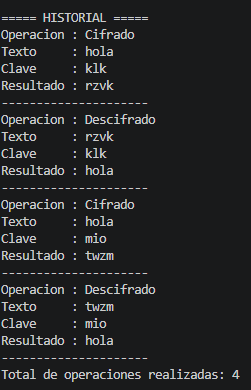 ===== HISTORIAL =====
Operacion : Cifrado
Texto     : hola
Clave     : klk
Resultado : rzvk
---------------------
Operacion : Descifrado
Texto     : rzvk
Clave     : klk
Resultado : hola
---------------------
Operacion : Cifrado
Texto     : hola
Clave     : mio
Resultado : twzm
---------------------
Operacion : Descifrado
Texto     : twzm
Clave     : mio
Resultado : hola
---------------------
Total de operaciones realizadas: 4